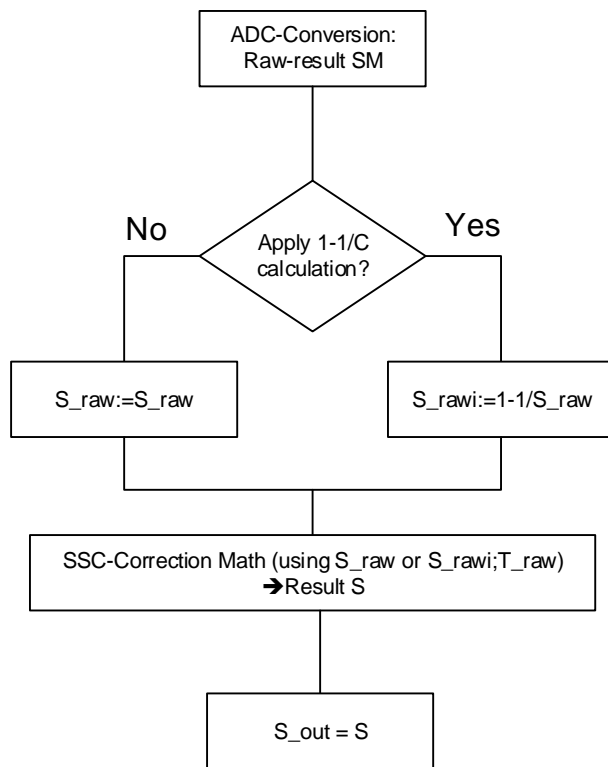 ADC-Conversion:
Raw-result SM
No
Yes
Apply 1-1/C
calculation?
S_raw:=S_raw
S_rawi:=1-1/S_raw
SSC-Correction Math (using S_raw or S_rawi;T_raw)
➔Result S
S_out = S